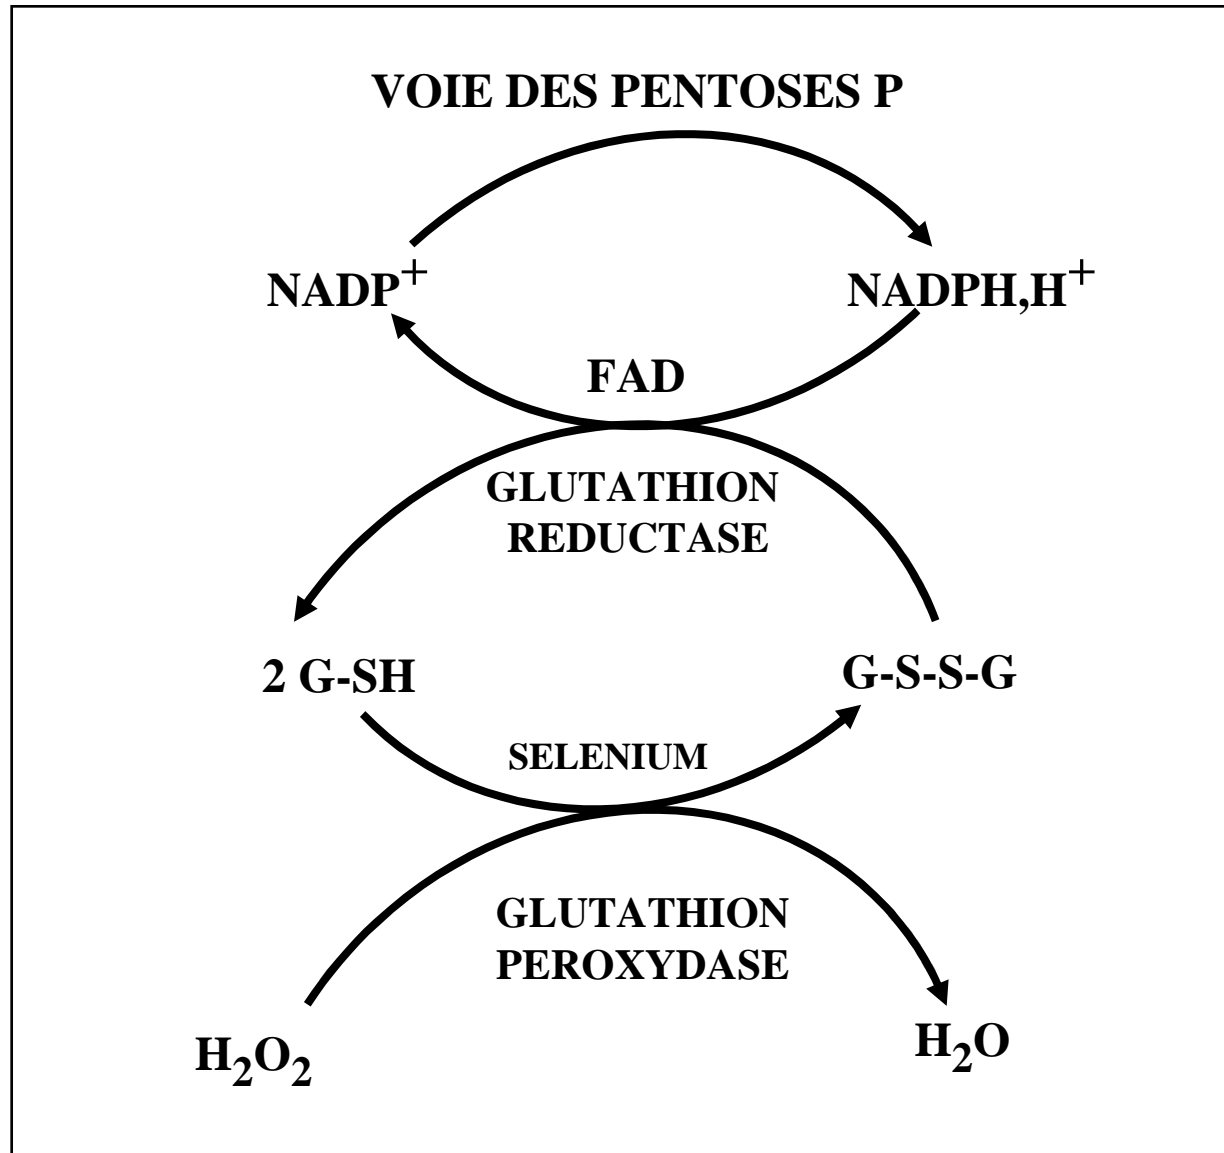 VOIE DES PENTOSES P
NADP+
NADPH,H+
FAD
GLUTATHION
REDUCTASE
2 G-SH
G-S-S-G
SELENIUM
GLUTATHION
PEROXYDASE
H2O2
H2O